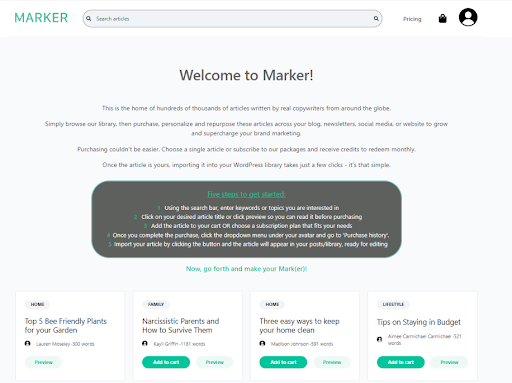 MARKER
Search articles
Pricing
Welcome to Marker!
This is the home of hundreds of thousands of articles written by real copywriters from around the globe.
Simply browse our library, then purchase, personalize and repurpose these articles across your blog, newsletters, social media, or website to grow
and supercharge your brand marketing.
Purchasing couldn't be easier. Choose a single article or subscribe to our packages and receive credits to redeem monthly.
Once the article is yours, importing it into your WordPress library takes just a few clicks - it's that simple.
Five steps to get started:
1 Using the search bar, enter keywords or topics you are interested in
2 Click on your desired article title or click preview so you can read it before purchasing
3 Add the article to your cart OR choose a subscription plan that fits your needs
4 Once you complete the purchase, click the dropdown menu under your avatar and go to 'Purchase history'.
5 Import your article by clicking the button and the article will appear in your posts/library, ready for editing
Now, go forth and make your Mark(er)!
HOME
Top 5 Bee Friendly Plants
for your Garden
Lauren Moseley-300 words
Preview
FAMILY
Narcissistic Parents and
How to Survive Them
Kayli Griffin-1181 words
Add to cart
Preview
HOME
Three easy ways to keep
your home clean
Madison Johnson-591 words
Add to cart
Preview
LIFESTYLE
Tips on Staying in Budget
Aimee Carmichael Carmichael-521
words
Add to cart
Preview